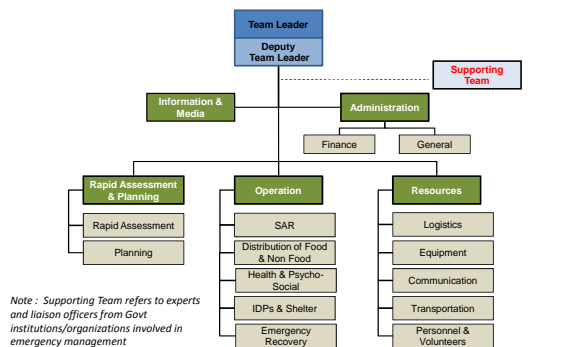 Team Leader
Deputy
Team Leader
Supporting
Team
Information &
Media
Administration
Finance
General
Rapid Assessment
& Planning
Operation
Resources
Rapid Assessment
Planning
SAR
Distribution of Food
& Non Food
Health & Psycho-
Social
IDPs & Shelter
Emergency
Recovery
Logistics
Equipment
Communication
Transportation
Personnel &
Volunteers
Note : Supporting Team refers to experts
and liaison officers from Govt
institutions/organizations involved in
emergency management